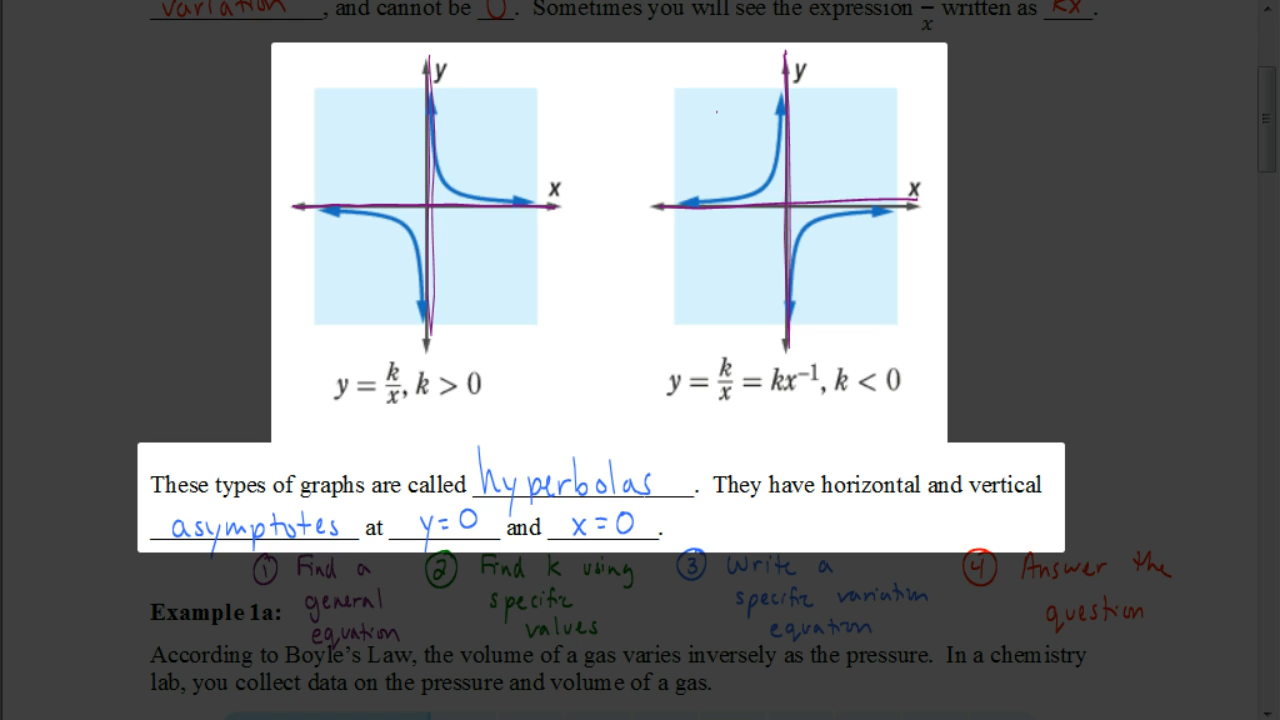 variation, and cannot be 0. Sometimes you will see the expression —/x written as kx.
y y
x x
y = k/x, k > 0 y = k/x = kx⁻¹, k < 0
These types of graphs are called hyperbolas. They have horizontal and vertical
asymptotes at y=0 and x=0.
① Find a ② Find k using ③ Write a ④ Answer the
general specific specific variation question
equation values equation
Example 1a:
According to Boyle's Law, the volume of a gas varies inversely as the pressure. In a chemistry
lab, you collect data on the pressure and volume of a gas.